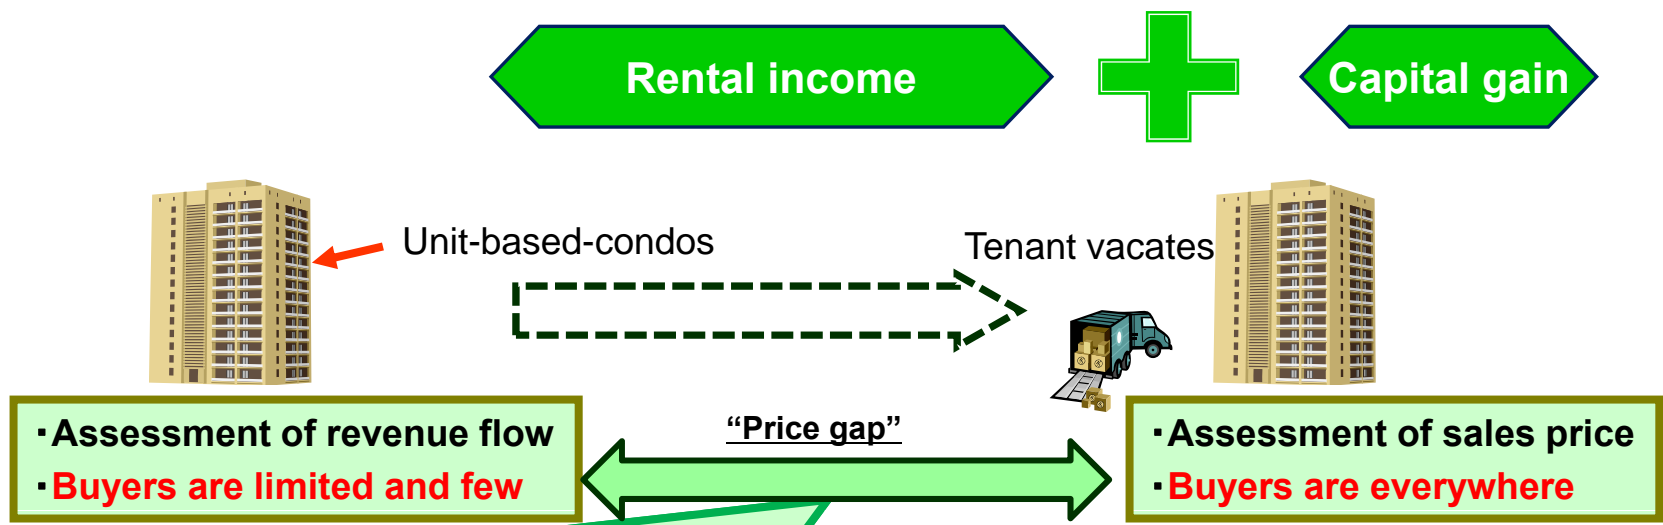 Rental income
Capital gain
Unit-based-condos
Tenant vacates
･Assessment of revenue flow
･Buyers are limited and few
“Price gap”
･Assessment of sales price
･Buyers are everywhere